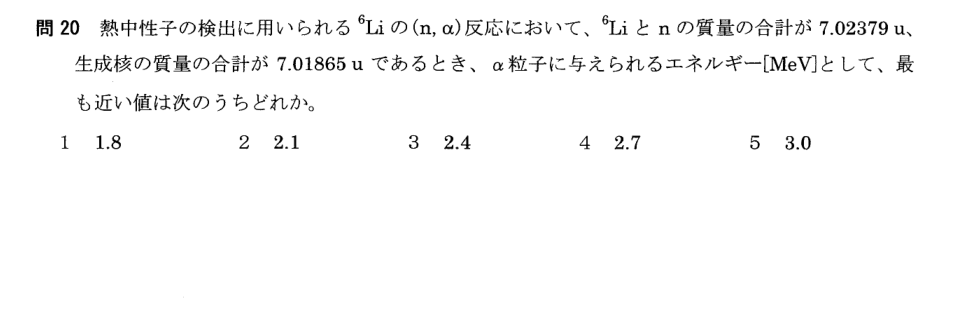 問 20 熱中性子の検出に用いられる ⁶Li の(n, α)反応において、⁶Li と n の質量の合計が 7.02379 u、
生成核の質量の合計が 7.01865 u であるとき、α粒子に与えられるエネルギー[MeV]として、最
も近い値は次のうちどれか。
1 1.8 2 2.1 3 2.4 4 2.7 5 3.0